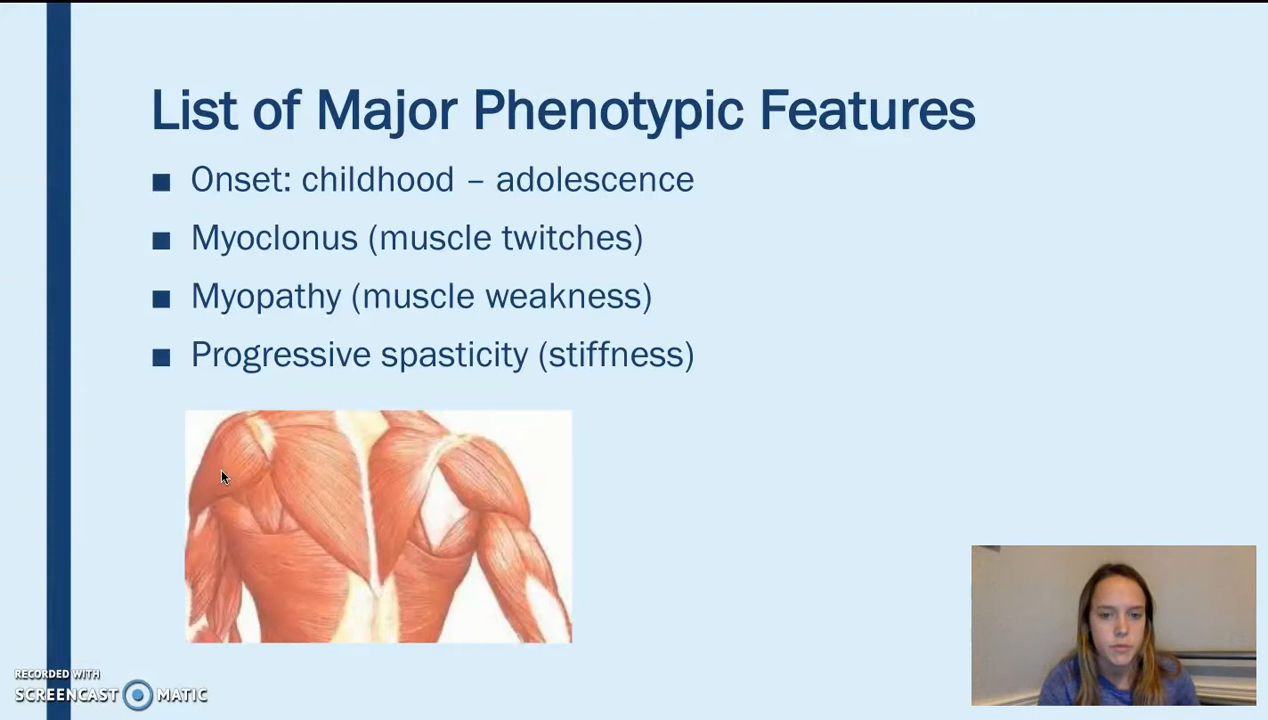 List of Major Phenotypic Features
■ Onset: childhood – adolescence
■ Myoclonus (muscle twitches)
■ Myopathy (muscle weakness)
■ Progressive spasticity (stiffness)
RECORDED WITH
SCREENCAST MATIC